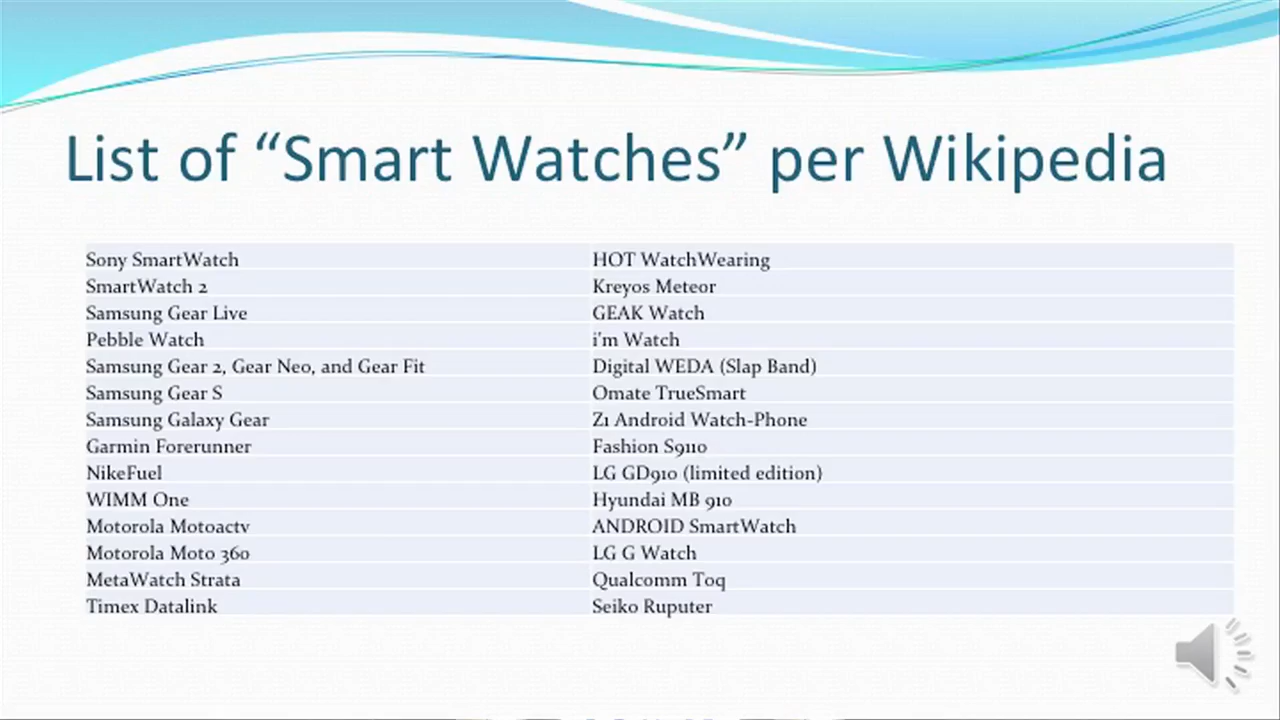 List of “Smart Watches” per Wikipedia
Sony SmartWatch
HOT WatchWearing
SmartWatch 2
Kreyos Meteor
Samsung Gear Live
GEAK Watch
Pebble Watch
i'm Watch
Samsung Gear 2, Gear Neo, and Gear Fit
Digital WEDA (Slap Band)
Samsung Gear S
Omate TrueSmart
Samsung Galaxy Gear
Z1 Android Watch-Phone
Garmin Forerunner
Fashion S9110
NikeFuel
LG GD910 (limited edition)
WIMM One
Hyundai MB 910
Motorola Motoactv
ANDROID SmartWatch
Motorola Moto 360
LG G Watch
MetaWatch Strata
Qualcomm Toq
Timex Datalink
Seiko Ruputer